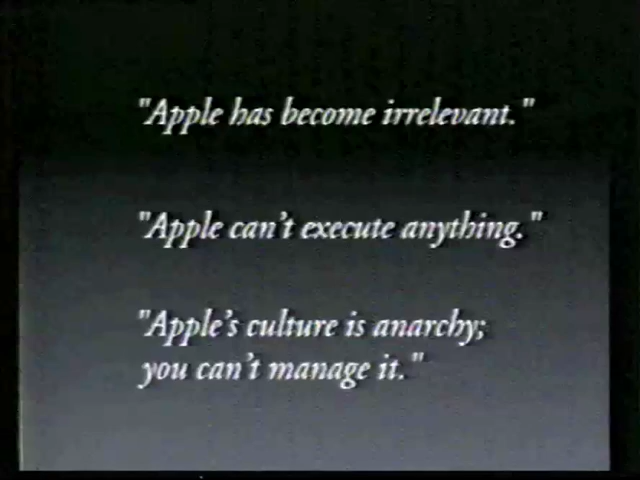 "Apple has become irrelevant."
"Apple can't execute anything."
"Apple's culture is anarchy;
you can't manage it."